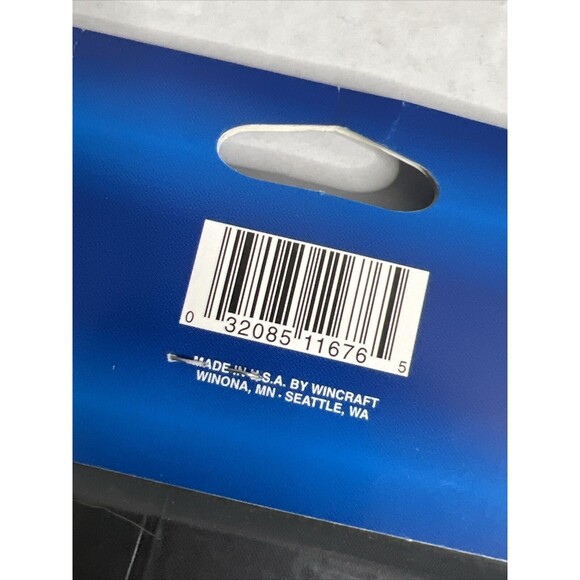 0 32085 11676 5
MADE IN U.S.A. BY WINCRAFT
WINONA, MN · SEATTLE, WA